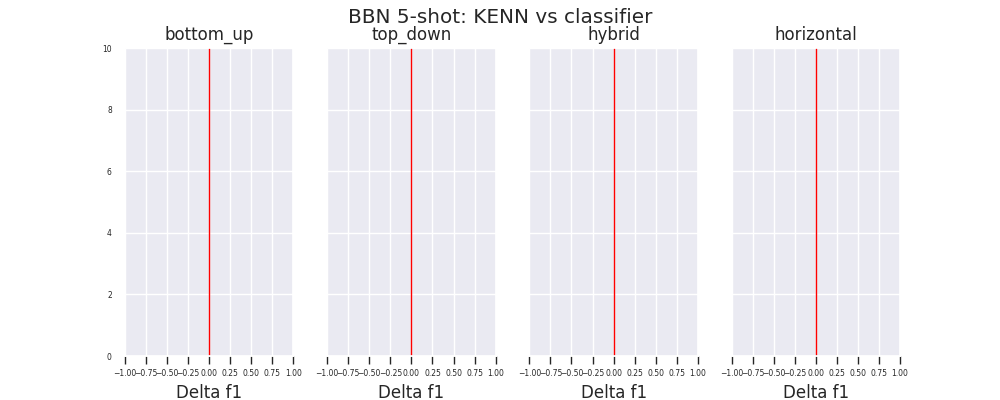 BBN 5-shot: KENN vs classifier
bottom_up top_down hybrid horizontal
10
8
6
4
2
0
−1.00 −0.75 −0.50 −0.25 0.00 0.25 0.50 0.75 1.00 −1.00 −0.75 −0.50 −0.25 0.00 0.25 0.50 0.75 1.00 −1.00 −0.75 −0.50 −0.25 0.00 0.25 0.50 0.75 1.00 −1.00 −0.75 −0.50 −0.25 0.00 0.25 0.50 0.75 1.00
Delta f1 Delta f1 Delta f1 Delta f1